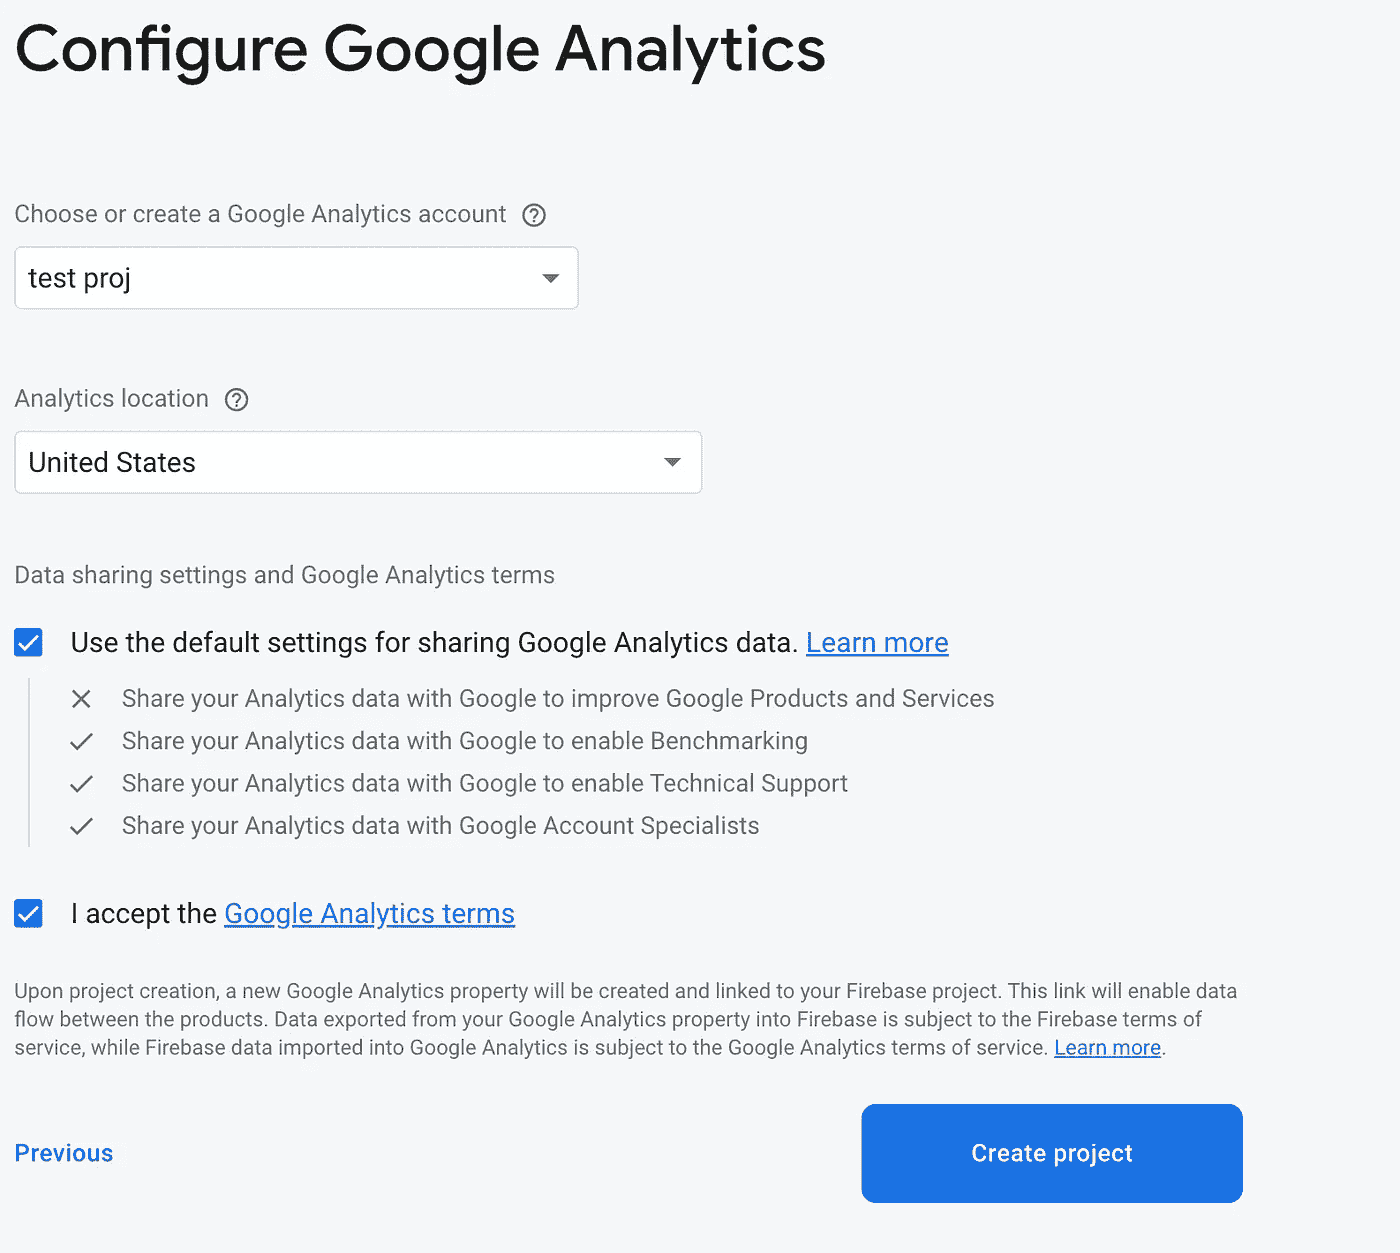 Configure Google Analytics
Choose or create a Google Analytics account
test proj
Analytics location
United States
Data sharing settings and Google Analytics terms
Use the default settings for sharing Google Analytics data. Learn more
Share your Analytics data with Google to improve Google Products and Services
Share your Analytics data with Google to enable Benchmarking
Share your Analytics data with Google to enable Technical Support
Share your Analytics data with Google Account Specialists
I accept the Google Analytics terms
Upon project creation, a new Google Analytics property will be created and linked to your Firebase project. This link will enable data
flow between the products. Data exported from your Google Analytics property into Firebase is subject to the Firebase terms of
service, while Firebase data imported into Google Analytics is subject to the Google Analytics terms of service. Learn more.
Previous
Create project